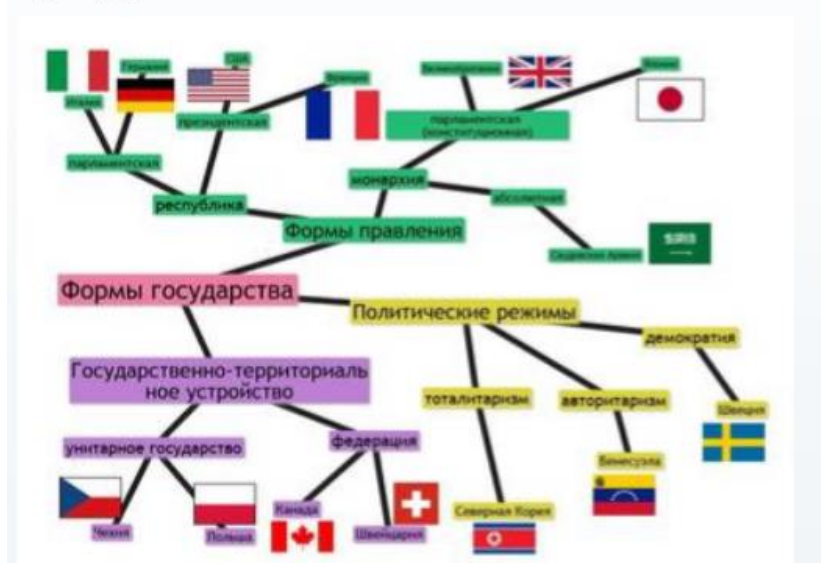 США
Германия
Италия
Франция
Великобритания
Япония
президентская
парламентская
(конституционная)
парламентская
монархия
абсолютная
республика
Формы правления
Саудовская Аравия
Формы государства
Политические режимы
демократия
Государственно-территориаль
ное устройство
тоталитаризм
авторитаризм
Швеция
унитарное государство
федерация
Венесуэла
Канада
Северная Корея
Чехия
Польша
Швейцария